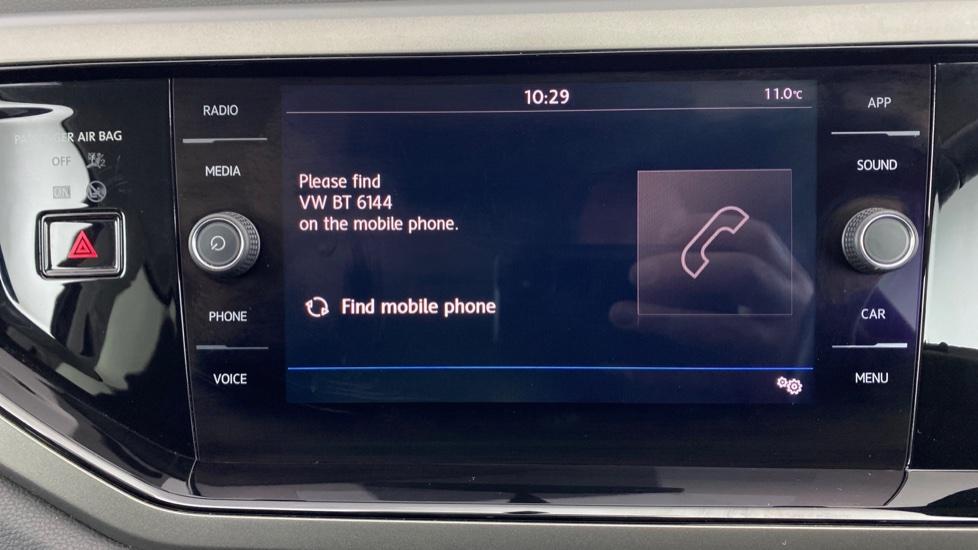 10:29
11.0°C
RADIO
MEDIA
PHONE
VOICE
PASSENGER AIR BAG
OFF
ON
Please find
VW BT 6144
on the mobile phone.
Find mobile phone
APP
SOUND
CAR
MENU